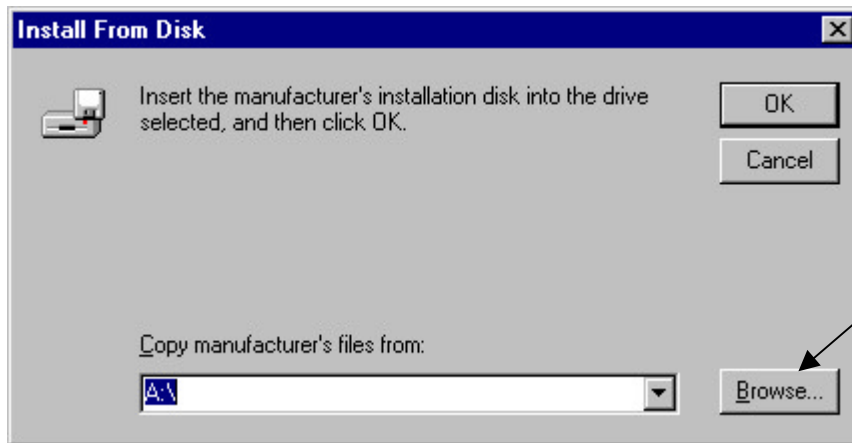 Install From Disk
Insert the manufacturer's installation disk into the drive
selected, and then click OK.
OK
Cancel
Copy manufacturer's files from:
A:\
Browse...